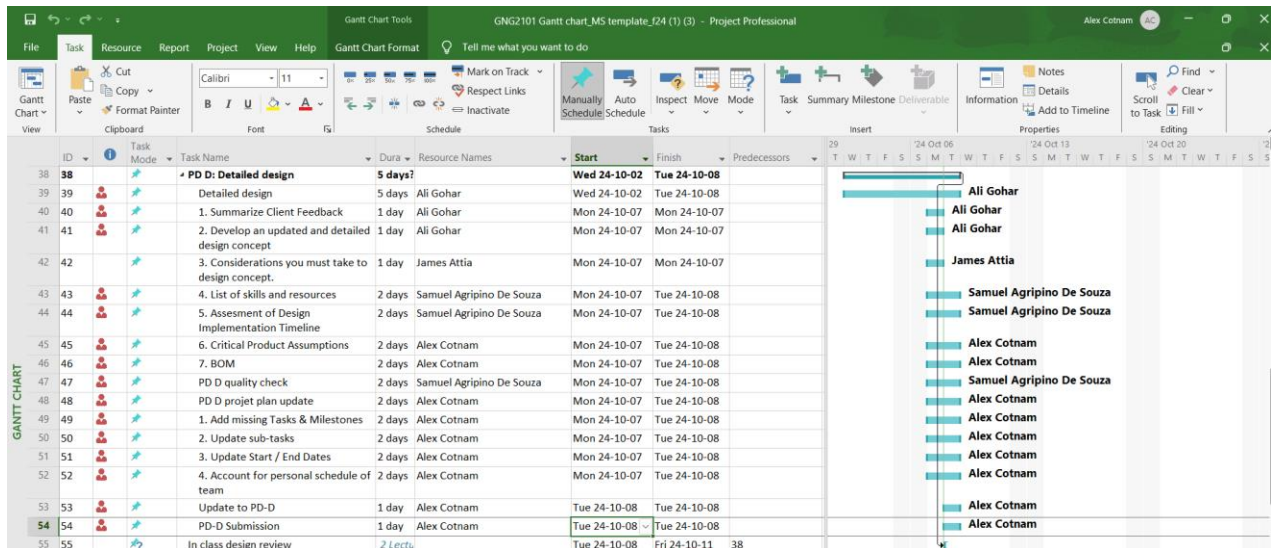 Gantt Chart Tools
GNG2101 Gantt chart_MS template_f24 (1) (3) - Project Professional
Alex Cotnam AC
File Task Resource Report Project View Help Gantt Chart Format Tell me what you want to do
Gantt Chart
View
Paste
Cut
Copy
Format Painter
Clipboard
Calibri 11
B I U A
Font
0% 25% 50% 75% 100%
Mark on Track
Respect Links
Inactivate
Schedule
Manually Schedule
Auto Schedule
Inspect Move Mode
Tasks
Task Summary Milestone Deliverable
Insert
Information
Notes
Details
Add to Timeline
Properties
Scroll to Task
Find
Clear
Fill
Editing
ID Task Mode Task Name Dura Resource Names Start Finish Predecessors
29 '24 Oct 06 '24 Oct 13 '24 Oct 20
T W T F S S M T W T F S S M T W T F S S M T W T F S S
38 38 PD D: Detailed design 5 days? Wed 24-10-02 Tue 24-10-08
39 39 Detailed design 5 days Ali Gohar Wed 24-10-02 Tue 24-10-08 Ali Gohar
40 40 1. Summarize Client Feedback 1 day Ali Gohar Mon 24-10-07 Mon 24-10-07 Ali Gohar
41 41 2. Develop an updated and detailed 1 day Ali Gohar Mon 24-10-07 Mon 24-10-07 Ali Gohar
design concept
42 42 3. Considerations you must take to 1 day James Attia Mon 24-10-07 Mon 24-10-07 James Attia
design concept.
43 43 4. List of skills and resources 2 days Samuel Agripino De Souza Mon 24-10-07 Tue 24-10-08 Samuel Agripino De Souza
44 44 5. Assesment of Design 2 days Samuel Agripino De Souza Mon 24-10-07 Tue 24-10-08 Samuel Agripino De Souza
Implementation Timeline
45 45 6. Critical Product Assumptions 2 days Alex Cotnam Mon 24-10-07 Tue 24-10-08 Alex Cotnam
46 46 7. BOM 2 days Alex Cotnam Mon 24-10-07 Tue 24-10-08 Alex Cotnam
47 47 PD D quality check 2 days Samuel Agripino De Souza Mon 24-10-07 Tue 24-10-08 Samuel Agripino De Souza
48 48 PD D projet plan update 2 days Alex Cotnam Mon 24-10-07 Tue 24-10-08 Alex Cotnam
49 49 1. Add missing Tasks & Milestones 2 days Alex Cotnam Mon 24-10-07 Tue 24-10-08 Alex Cotnam
50 50 2. Update sub-tasks 2 days Alex Cotnam Mon 24-10-07 Tue 24-10-08 Alex Cotnam
51 51 3. Update Start / End Dates 2 days Alex Cotnam Mon 24-10-07 Tue 24-10-08 Alex Cotnam
52 52 4. Account for personal schedule of 2 days Alex Cotnam Mon 24-10-07 Tue 24-10-08 Alex Cotnam
team
53 53 Update to PD-D 1 day Alex Cotnam Tue 24-10-08 Tue 24-10-08 Alex Cotnam
54 54 PD-D Submission 1 day Alex Cotnam Tue 24-10-08 Tue 24-10-08 Alex Cotnam
55 55 In class design review 2 Lectu Tue 24-10-08 Fri 24-10-11 38
GANTT CHART